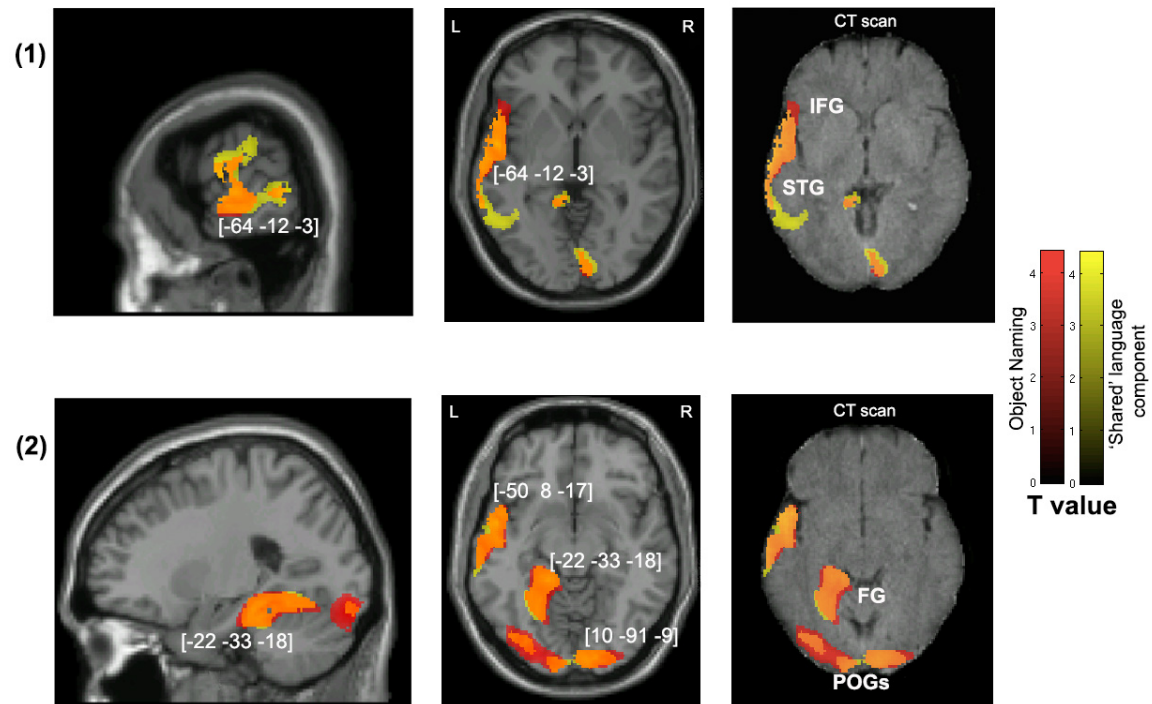 (1)
[-64 -12 -3]
L
R
[-64 -12 -3]
CT scan
IFG
STG
(2)
[-22 -33 -18]
L
R
[-50 8 -17]
[-22 -33 -18]
[10 -91 -9]
CT scan
FG
POGs
Object Naming
4
3
2
1
0
4
3
2
1
0
'Shared' language
component
T value